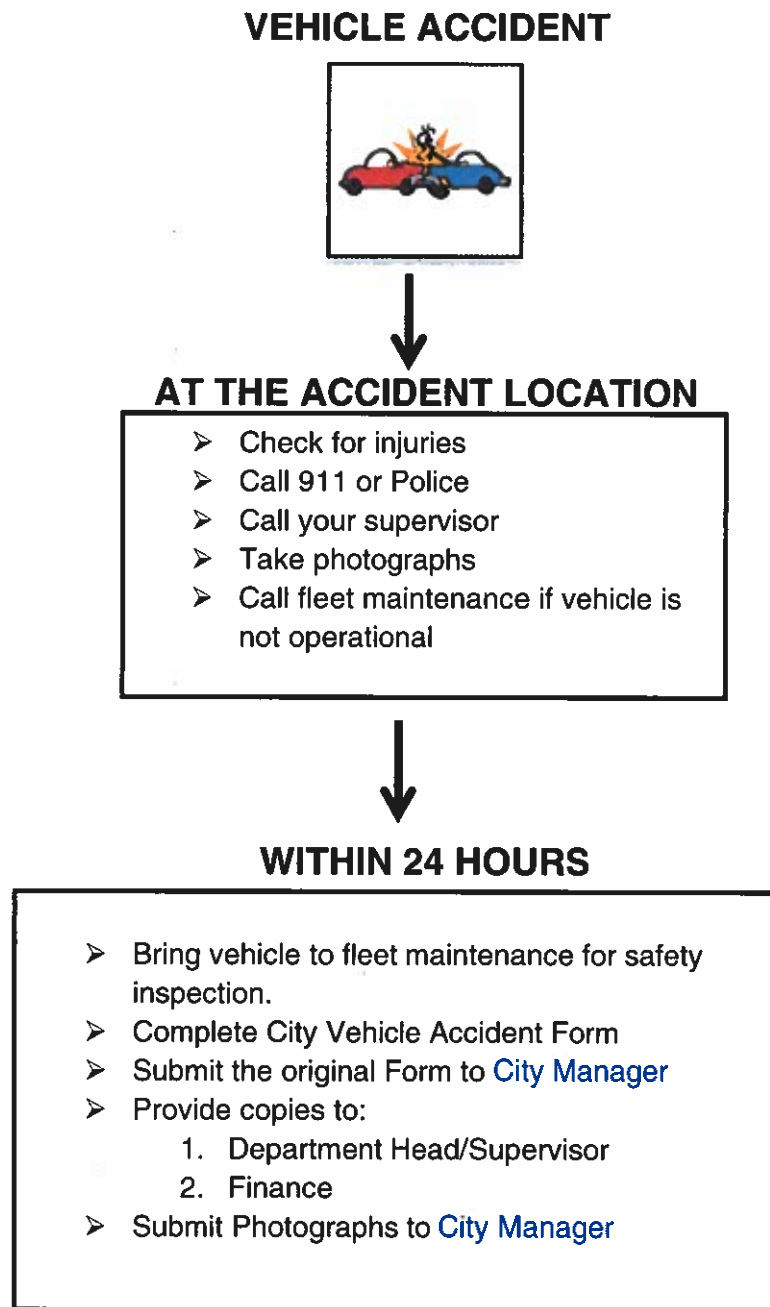 VEHICLE ACCIDENT
AT THE ACCIDENT LOCATION
➢ Check for injuries
➢ Call 911 or Police
➢ Call your supervisor
➢ Take photographs
➢ Call fleet maintenance if vehicle is
not operational
WITHIN 24 HOURS
➢ Bring vehicle to fleet maintenance for safety
inspection.
➢ Complete City Vehicle Accident Form
➢ Submit the original Form to City Manager
➢ Provide copies to:
1. Department Head/Supervisor
2. Finance
➢ Submit Photographs to City Manager